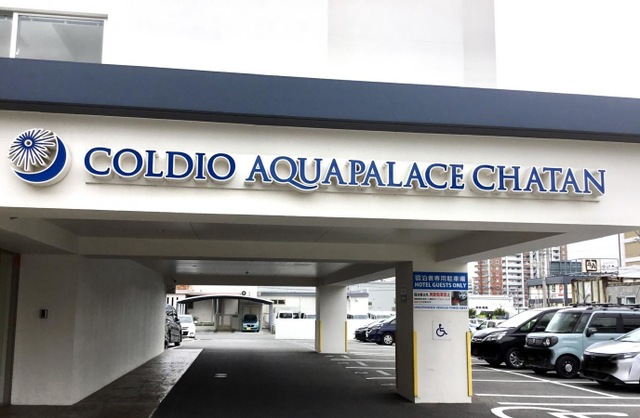 COLDIO AQUAPALACE CHATAN
宿泊者専用駐車場
HOTEL GUESTS ONLY